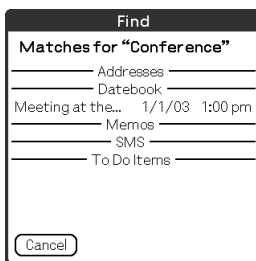 Find
Matches for “Conference”
Addresses
Datebook
Meeting at the... 1/1/03 1:00 pm
Memos
SMS
To Do Items
Cancel